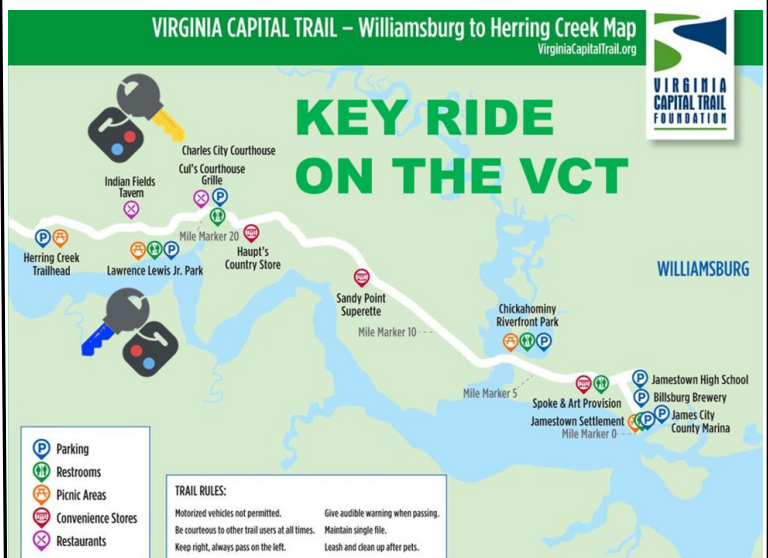 VIRGINIA CAPITAL TRAIL – Williamsburg to Herring Creek Map
VirginiaCapitalTrail.org
VIRGINIA
CAPITAL TRAIL
FOUNDATION
KEY RIDE
ON THE VCT
Charles City Courthouse
Cul's Courthouse
Grille
Indian Fields
Tavern
Mile Marker 20
Herring Creek
Trailhead
Lawrence Lewis Jr. Park
Haupt's
Country Store
WILLIAMSBURG
Sandy Point
Superette
Mile Marker 10
Chickahominy
Riverfront Park
Mile Marker 5
Spoke & Art Provision
Jamestown High School
Billsburg Brewery
Jamestown Settlement
Mile Marker 0
James City
County Marina
P Parking
Restrooms
Picnic Areas
Convenience Stores
Restaurants
TRAIL RULES:
Motorized vehicles not permitted.
Be courteous to other trail users at all times.
Keep right, always pass on the left.
Give audible warning when passing.
Maintain single file.
Leash and clean up after pets.